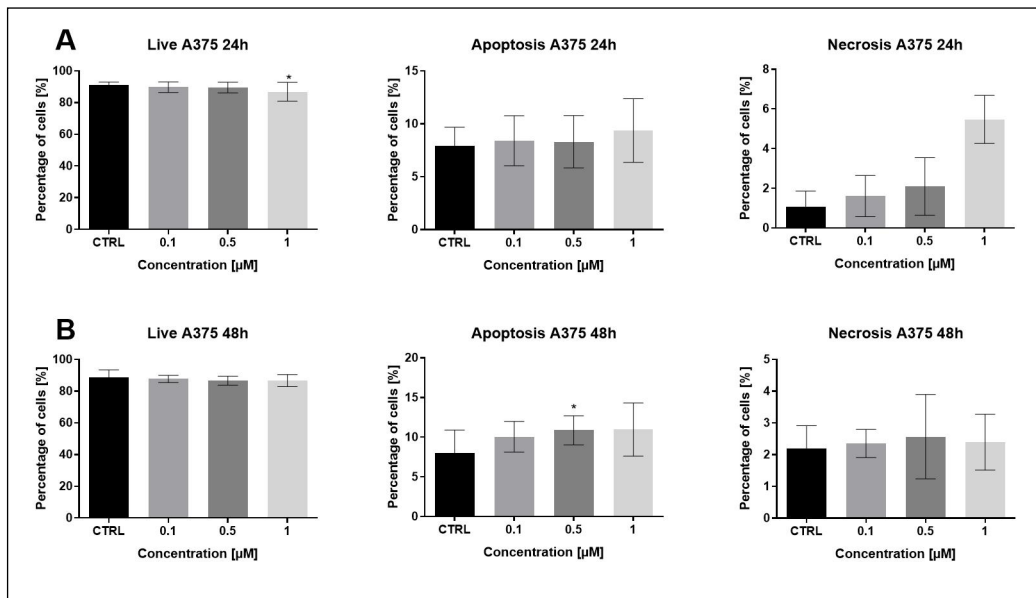 A
Live A375 24h
Percentage of cells [%]
100
80
60
40
20
0
*
CTRL 0.1 0.5 1
Concentration [µM]
Apoptosis A375 24h
Percentage of cells [%]
15
10
5
0
CTRL 0.1 0.5 1
Concentration [µM]
Necrosis A375 24h
Percentage of cells [%]
8
6
4
2
0
CTRL 0.1 0.5 1
Concentration [µM]
B
Live A375 48h
Percentage of cells [%]
100
80
60
40
20
0
CTRL 0.1 0.5 1
Concentration [µM]
Apoptosis A375 48h
Percentage of cells [%]
20
15
10
5
0
*
CTRL 0.1 0.5 1
Concentration [µM]
Necrosis A375 48h
Percentage of cells [%]
5
4
3
2
1
0
CTRL 0.1 0.5 1
Concentration [µM]